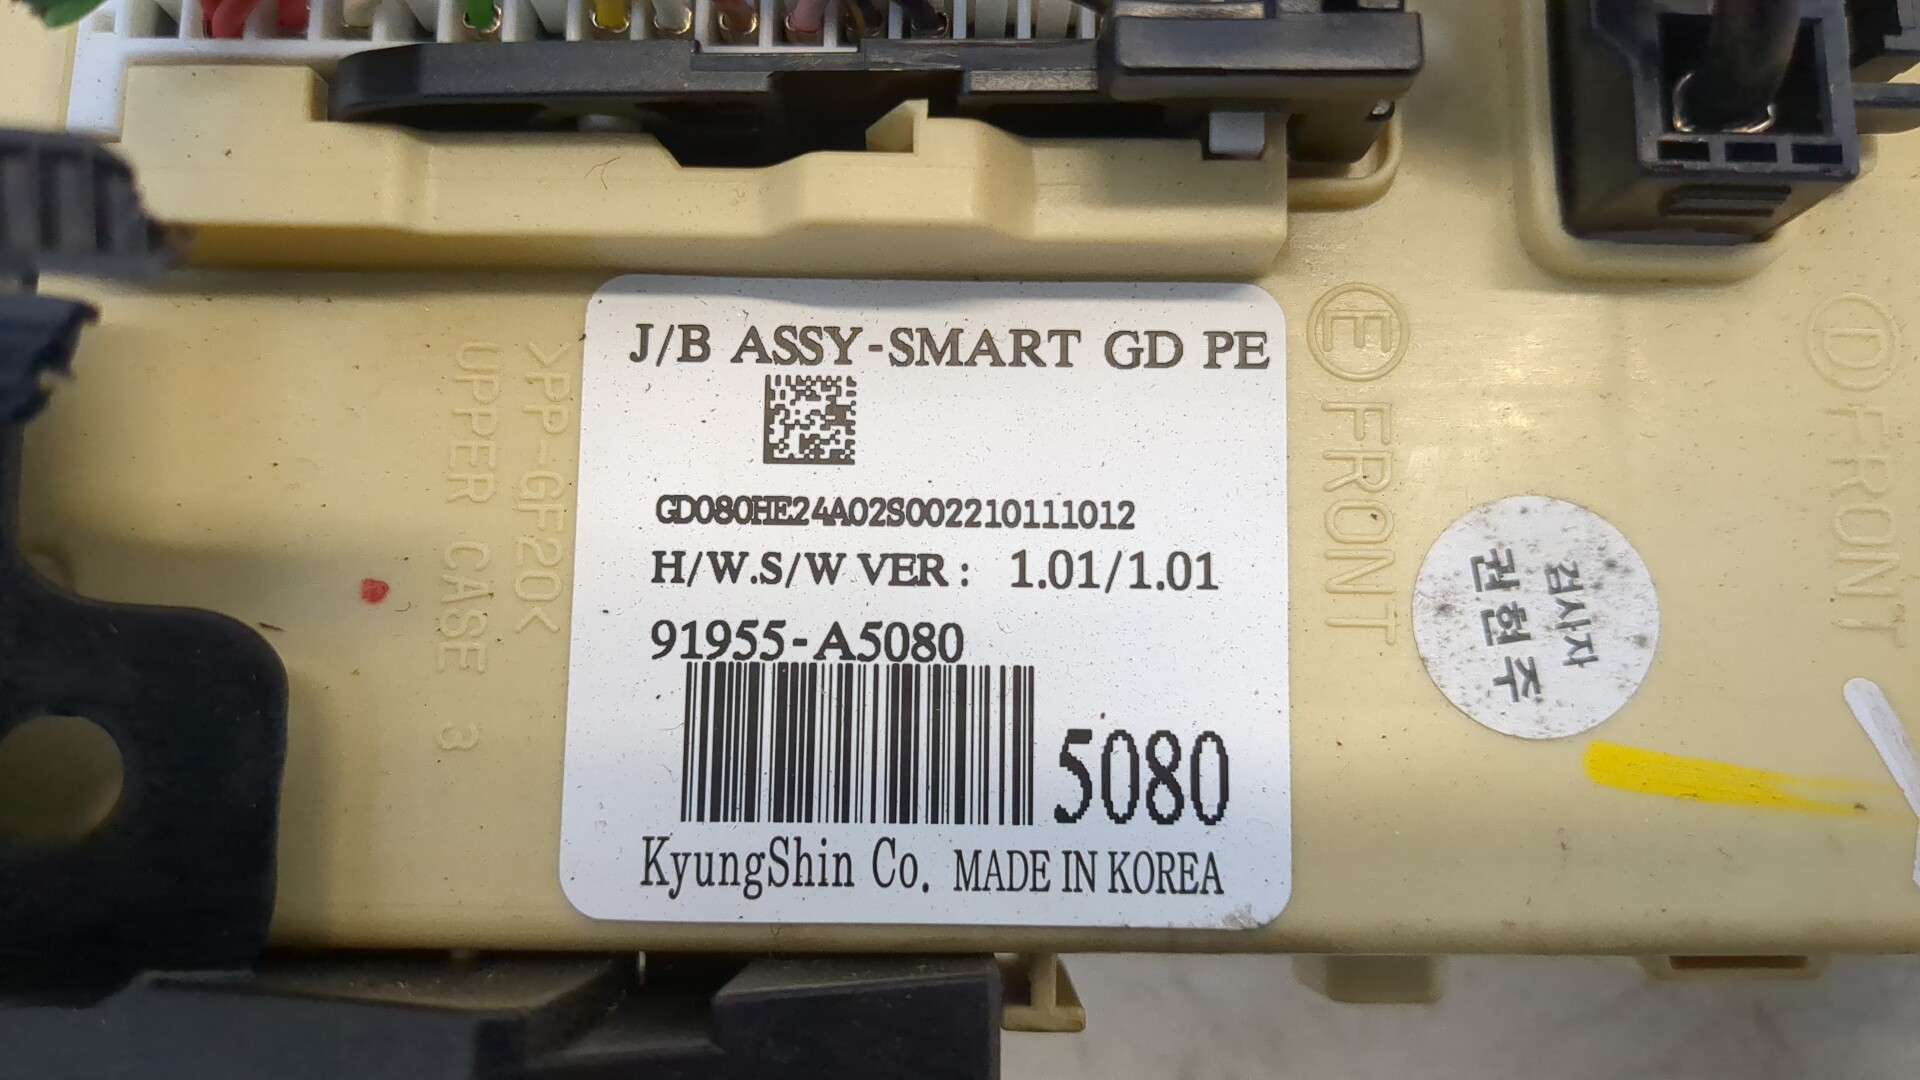 J/B ASSY-SMART GD PE
GD080HE24A02S002210111012
H/W.S/W VER : 1.01/1.01
91955-A5080
5080
KyungShin Co. MADE IN KOREA
>PP-GF20<
UPPER CASE 3
E FRONT
D FRONT
검사자
권현주